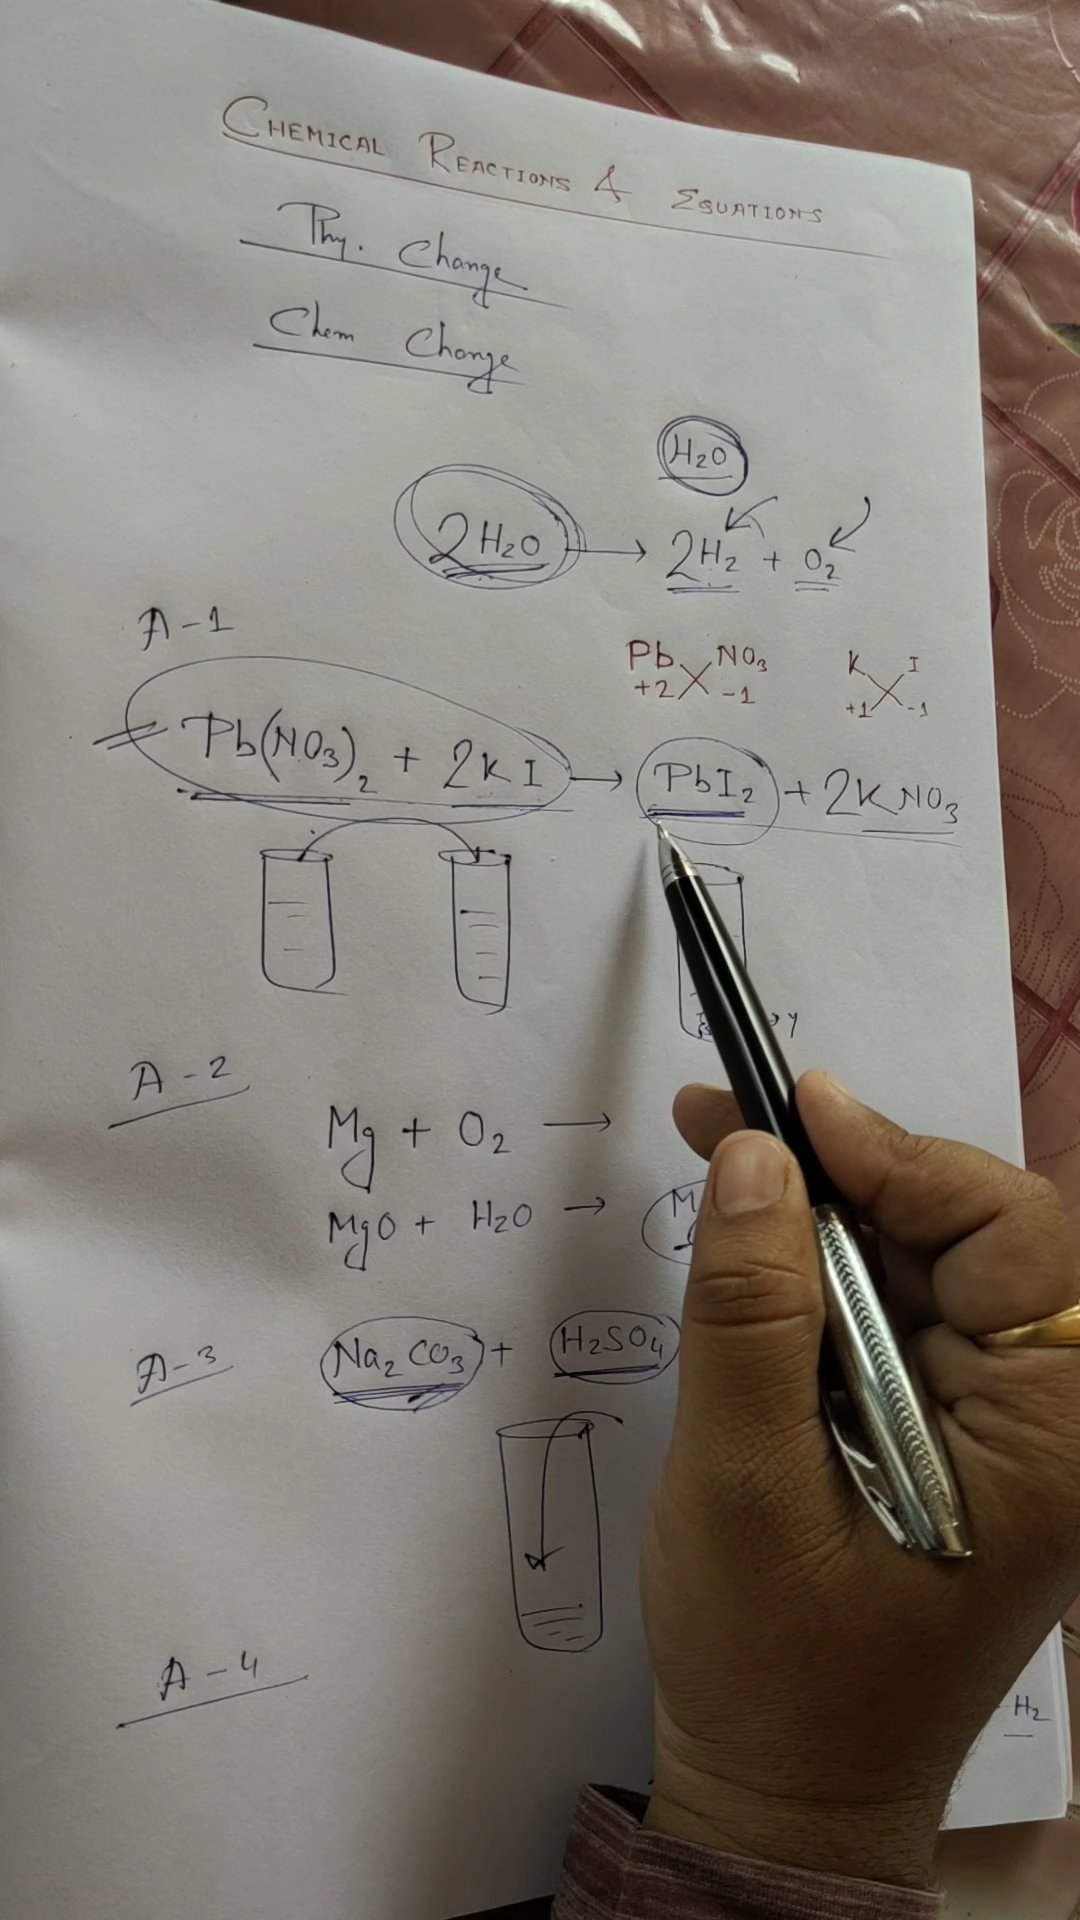 CHEMICAL REACTIONS & EQUATIONS
Phy. Change
Chem Change
H2O
2H2O → 2H2 + O2
A-1
Pb NO3 K I
+2 -1 +1 -1
Pb(NO3)2 + 2KI → PbI2 + 2KNO3
→ Y
A-2
Mg + O2 →
MgO + H2O → M
A-3 Na2CO3 + H2SO4
A-4
H2